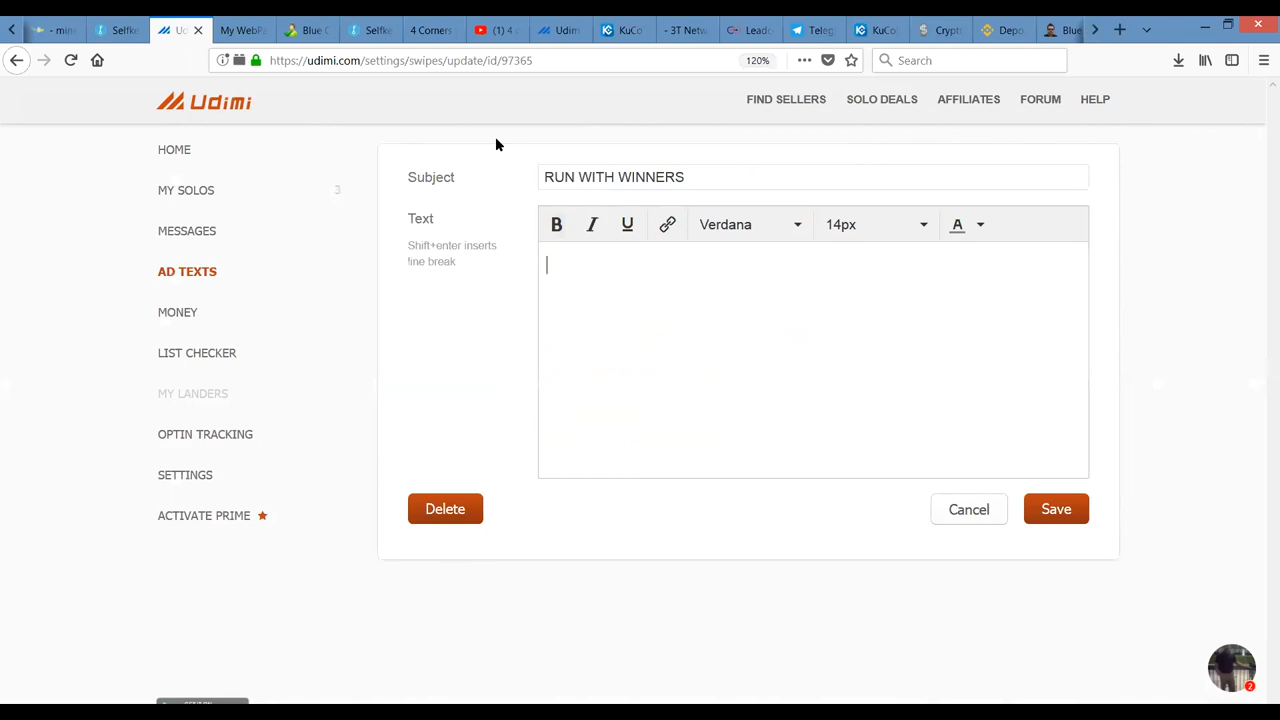 - mine
Selfke
Ud
My WebPa
Blue C
Selfke
4 Corners
(1) 4
Udim
KuCo
- 3T Netw
Leadc
Teleg
KuCo
Crypt
Depo
Blue
https://udimi.com/settings/swipes/update/id/97365
120%
Search
Udimi
FIND SELLERS
SOLO DEALS
AFFILIATES
FORUM
HELP
HOME
MY SOLOS 3
MESSAGES
AD TEXTS
MONEY
LIST CHECKER
MY LANDERS
OPTIN TRACKING
SETTINGS
ACTIVATE PRIME
Subject
RUN WITH WINNERS
Text
Shift+enter inserts
line break
B I U Verdana 14px A
Delete
Cancel
Save
2